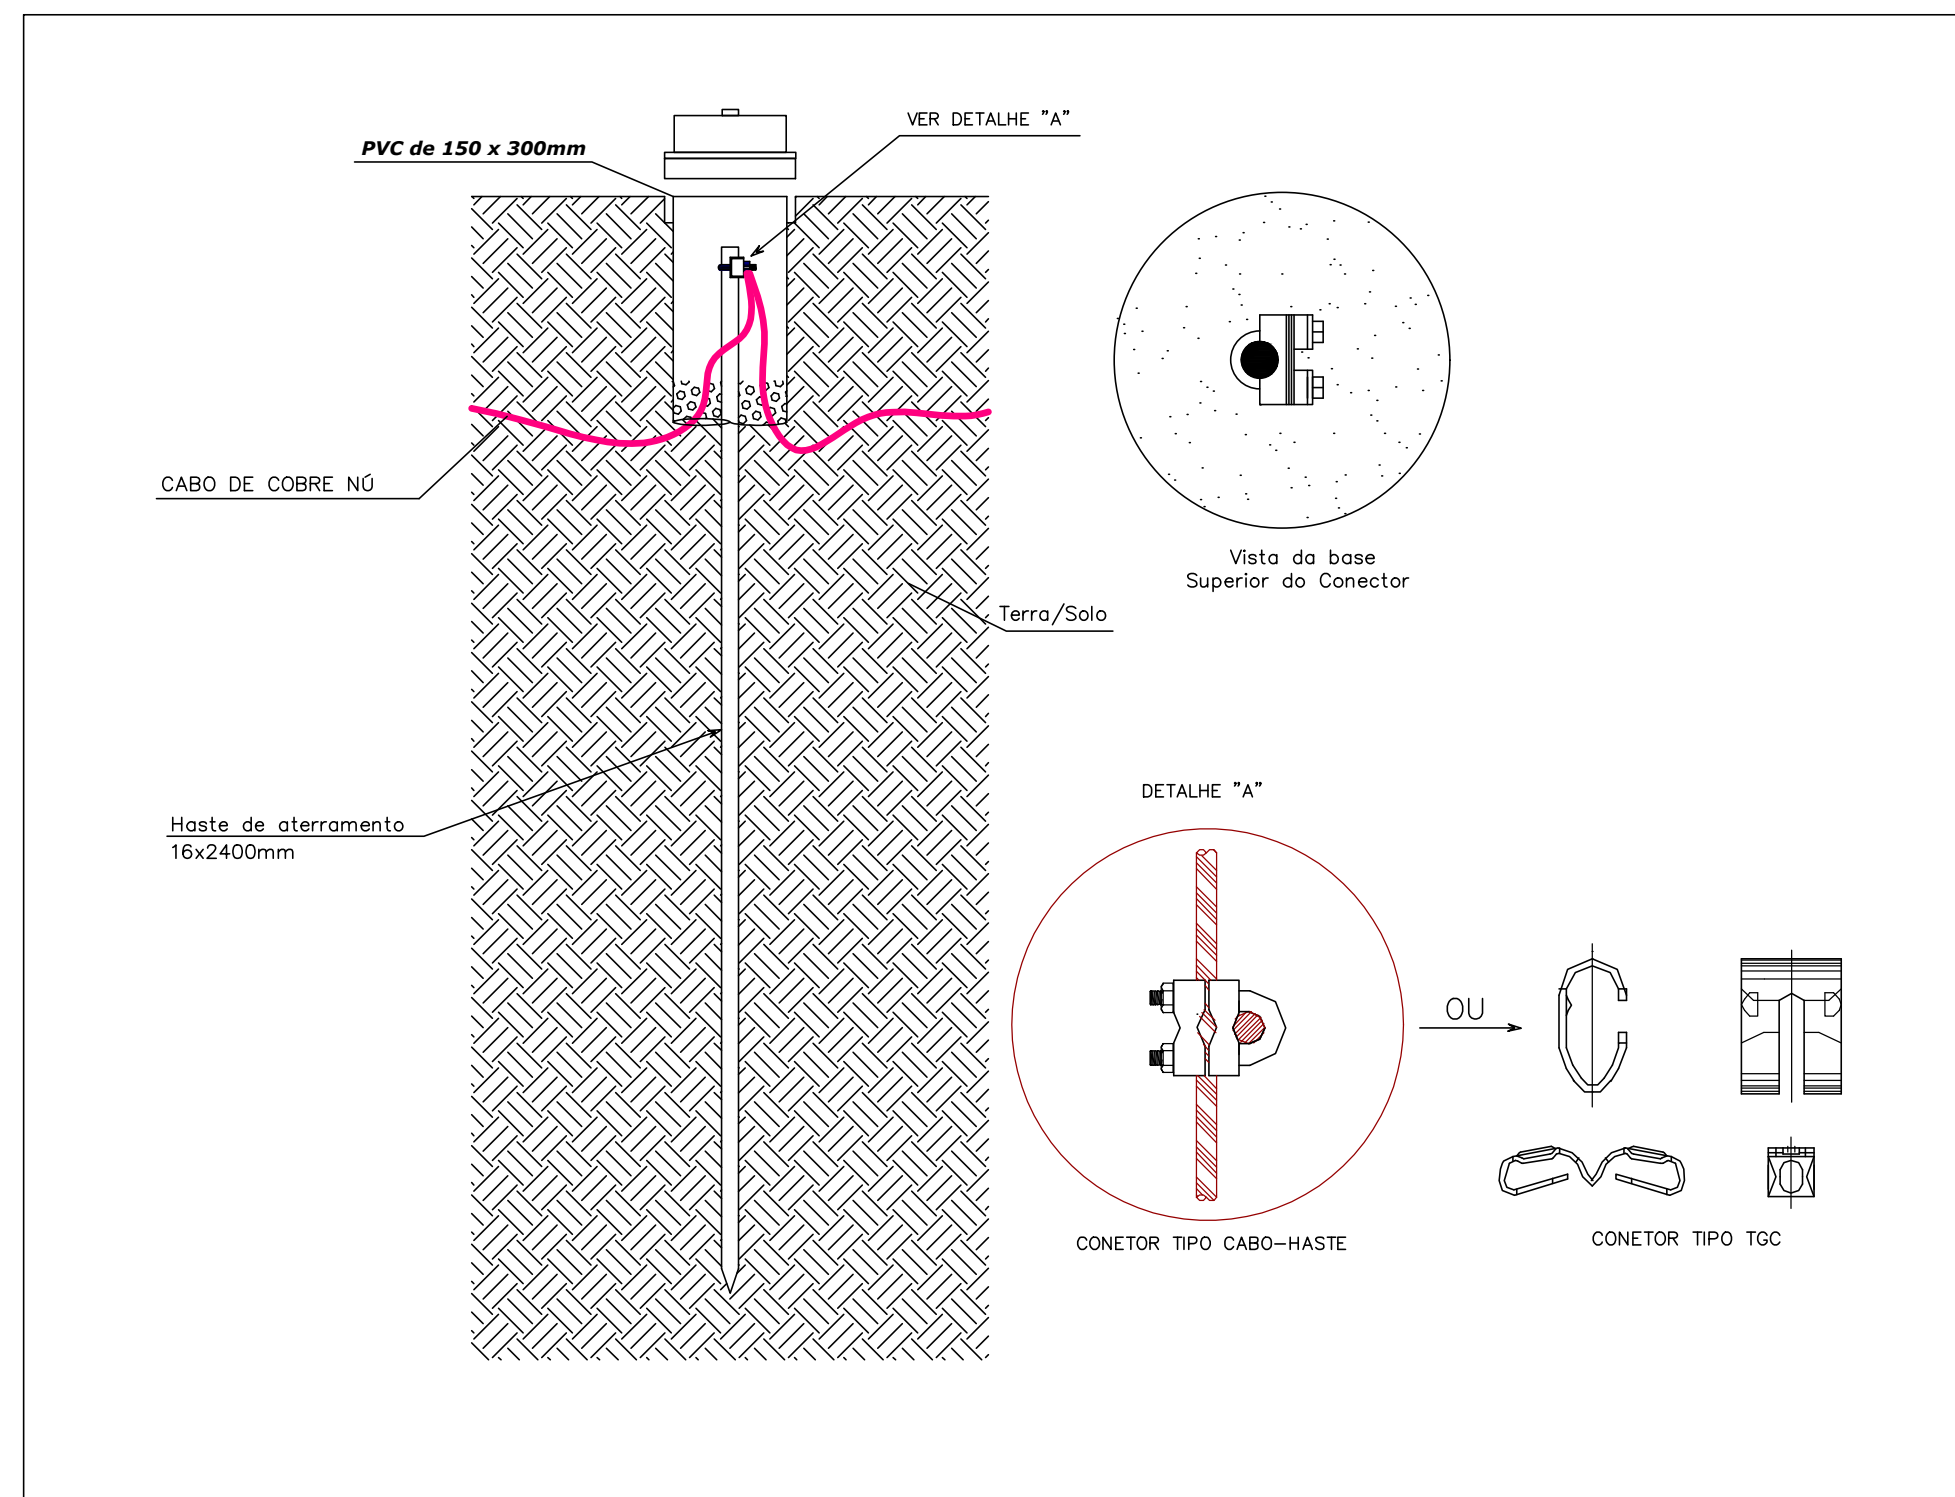 VER DETALHE "A"
PVC de 150 x 300mm
CABO DE COBRE NÚ
Vista da base
Superior do Conector
Terra/Solo
Haste de aterramento
16x2400mm
DETALHE "A"
OU
CONETOR TIPO CABO-HASTE
CONETOR TIPO TGC